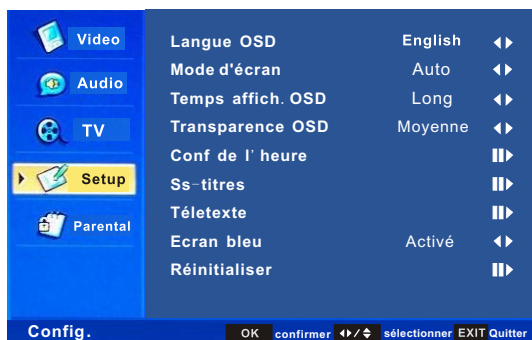 Video
Audio
TV
Setup
Parental
Langue OSD English
Mode d'écran Auto
Temps affich. OSD Long
Transparence OSD Moyenne
Conf de l'heure
Ss-titres
Téletexte
Ecran bleu Activé
Réinitialiser
Config. OK confirmer / sélectionner EXIT Quitter